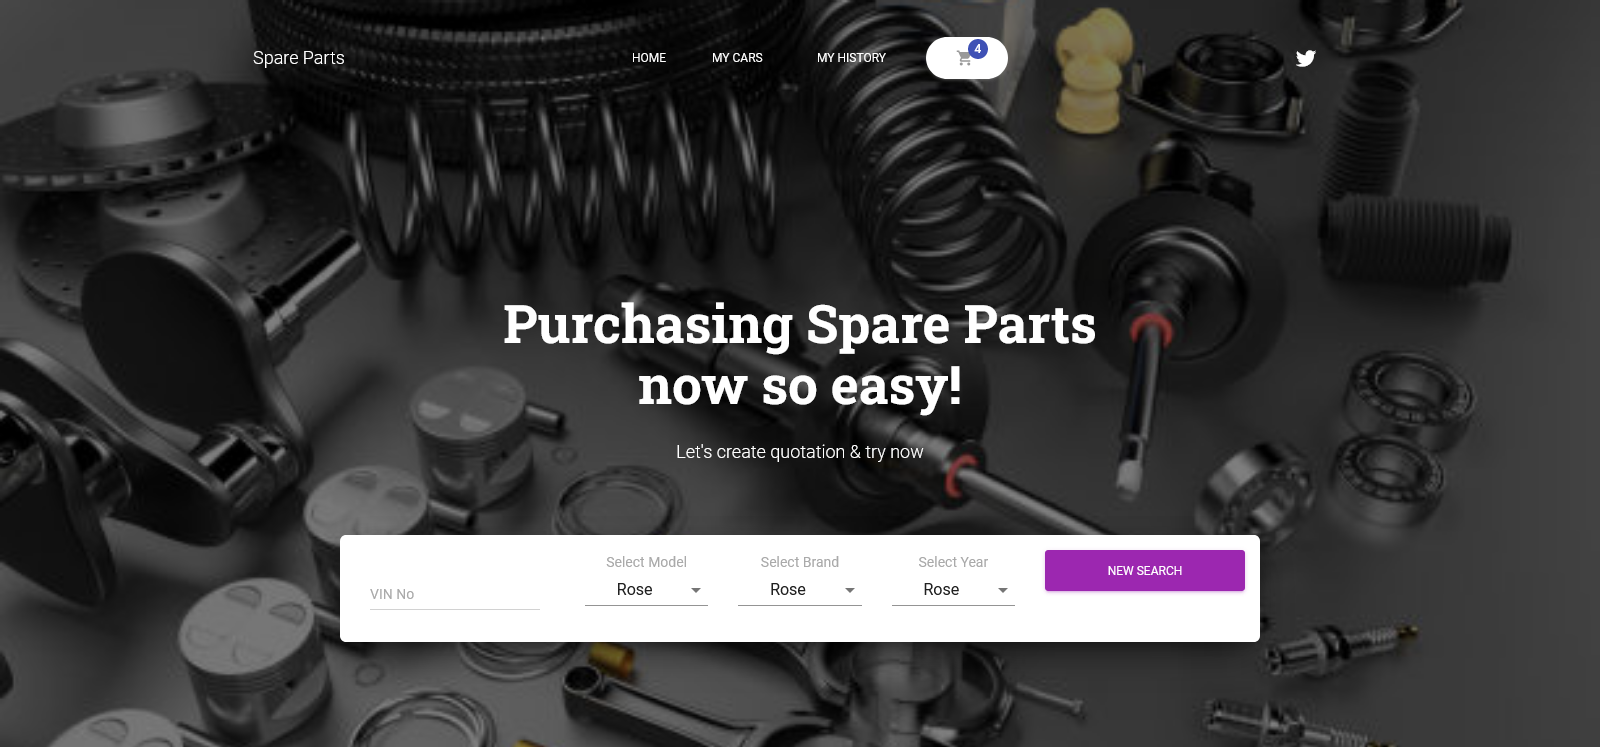 Spare Parts
HOME
MY CARS
MY HISTORY
4
Purchasing Spare Parts
now so easy!
Let's create quotation & try now
VIN No
Select Model
Rose
Select Brand
Rose
Select Year
Rose
NEW SEARCH